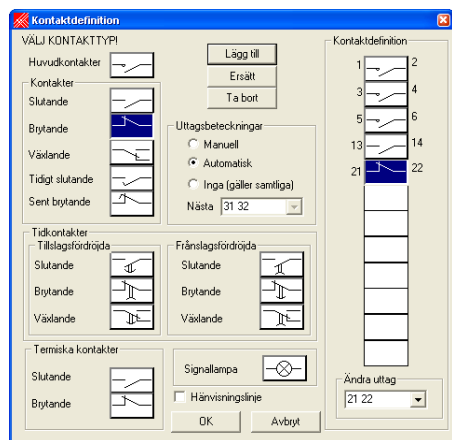 Kontaktdefinition
VÄLJ KONTAKTTYP!
Huvudkontakter
Kontakter
Slutande
Brytande
Växlande
Tidigt slutande
Sent brytande
Lägg till
Ersätt
Ta bort
Uttagsbeteckningar
Manuell
Automatisk
Inga (gäller samtliga)
Nästa 31 32
Tidkontakter
Tillslagsfördröjda
Slutande
Brytande
Växlande
Frånslagsfördröjda
Slutande
Brytande
Växlande
Termiska kontakter
Slutande
Brytande
Signallampa
Hänvisningslinje
OK Avbryt
Kontaktdefinition
1 2
3 4
5 6
13 14
21 22
Ändra uttag
21 22